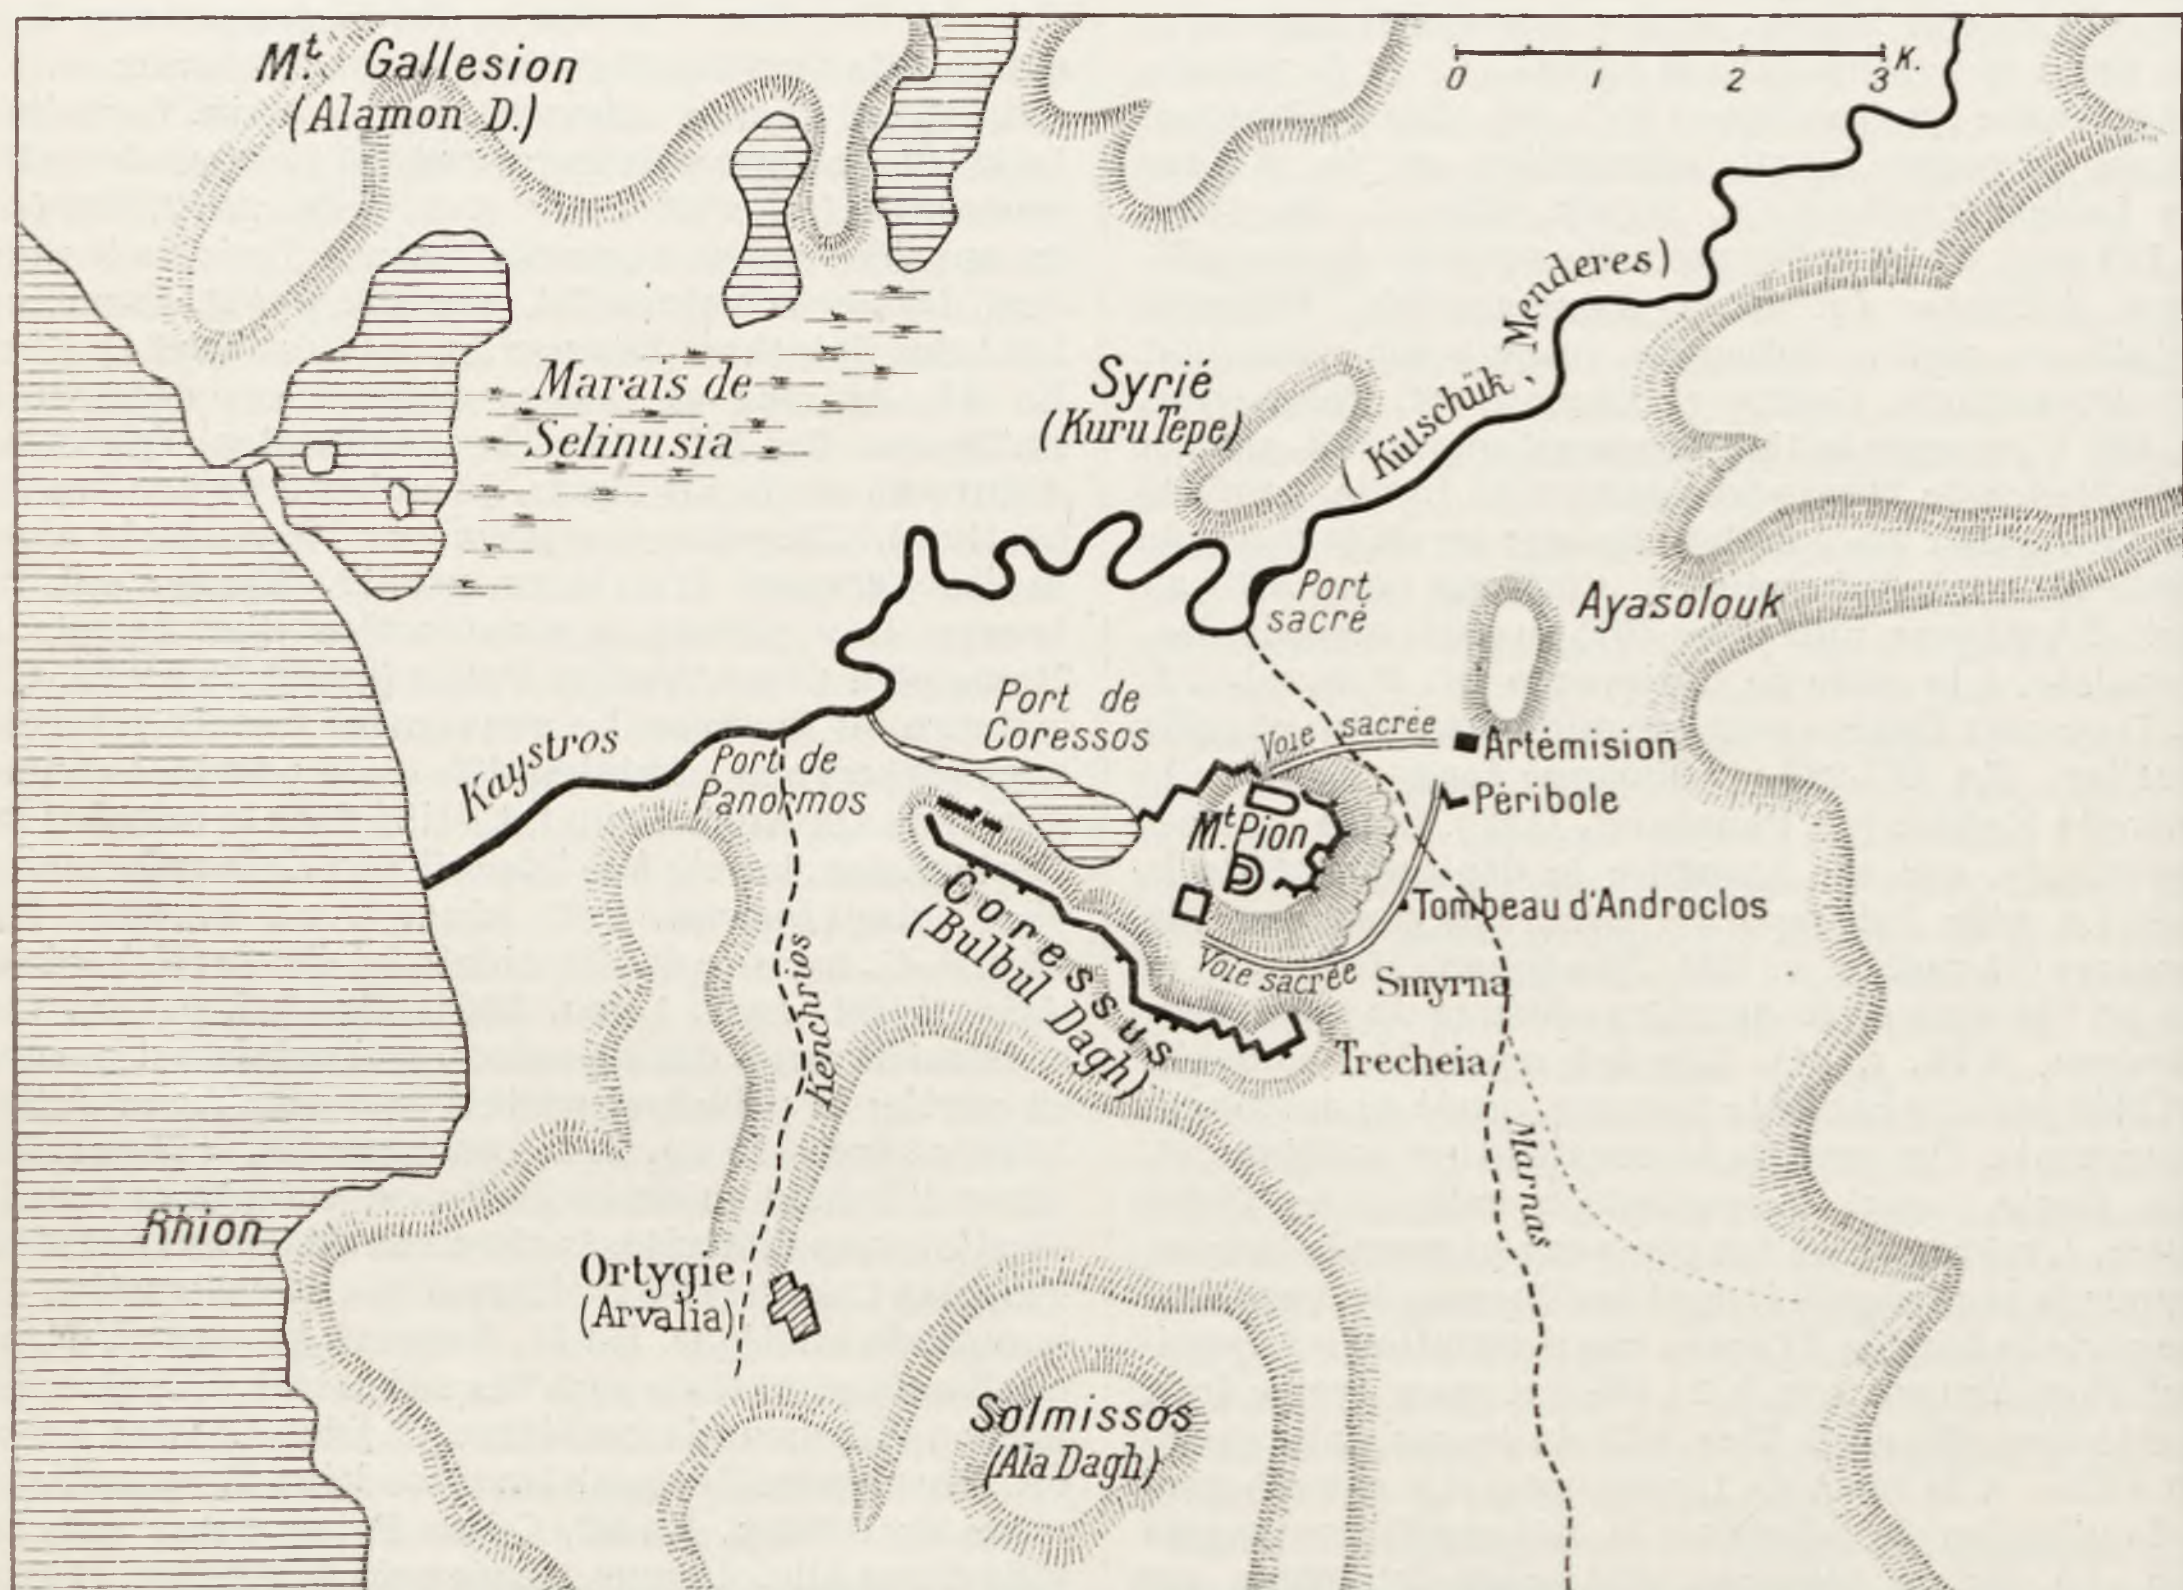 Mt. Gallesion
(Alamon D.)
0 1 2 3 K.
Marais de
Selinusia
Syrié
(Kuru Tepe)
(Kütschük Menderes)
Port
sacré
Ayasolouk
Port de
Coressos
Voie sacrée
Artémision
Kaystros
Port de
Panormos
Péribole
Mt. Pion
Coressus
(Bulbul Dagh)
Tombeau d'Androclos
Voie sacrée
Smyrna
Kenchrios
Trecheia
Marnas
Rhion
Ortygie
(Arvalia)
Solmissos
(Ala Dagh)